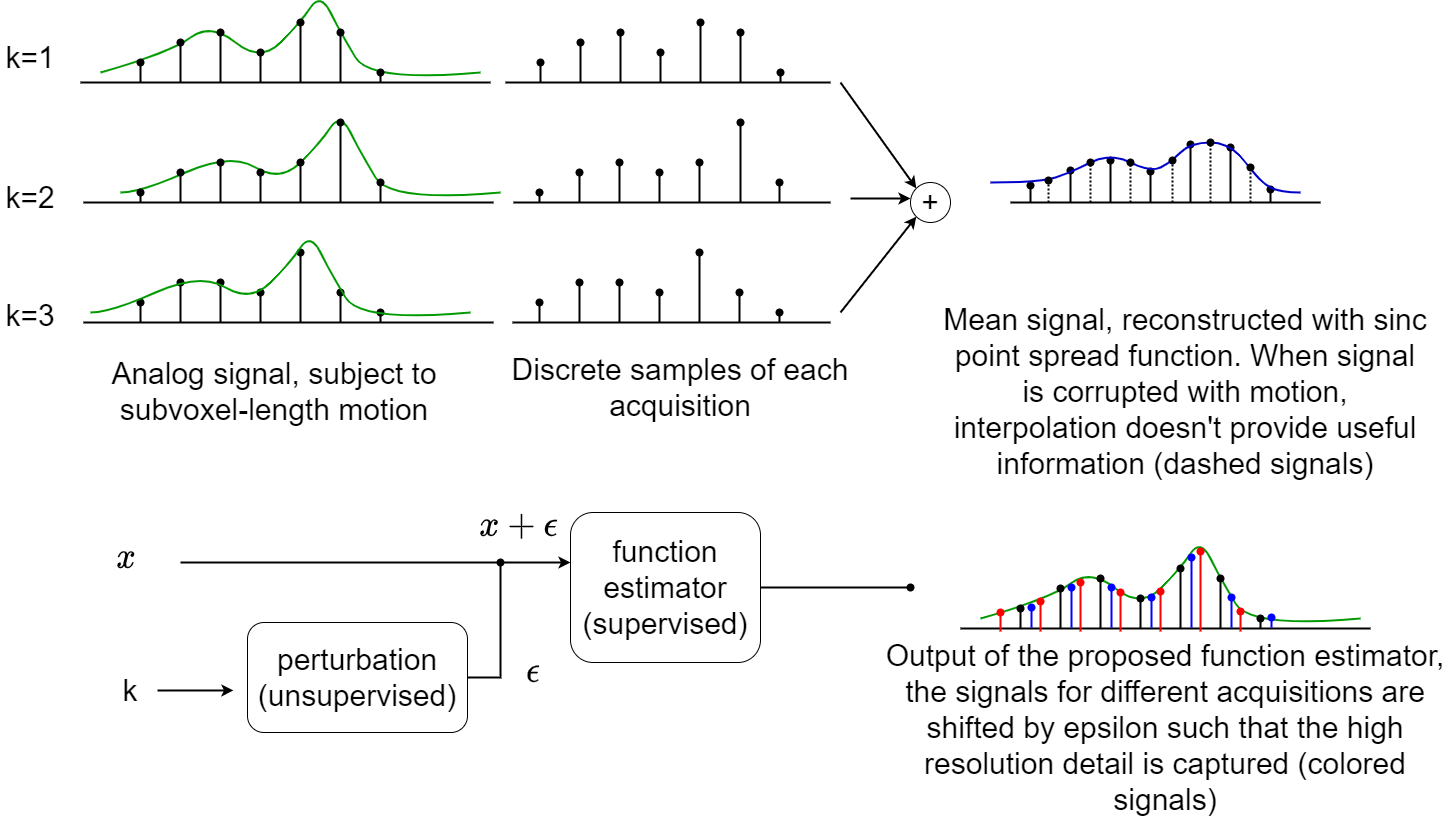 k=1
k=2
k=3
+
Analog signal, subject to
subvoxel-length motion
Discrete samples of each
acquisition
Mean signal, reconstructed with sinc
point spread function. When signal
is corrupted with motion,
interpolation doesn't provide useful
information (dashed signals)
x
x + ϵ
function
estimator
(supervised)
k
perturbation
(unsupervised)
ϵ
Output of the proposed function estimator,
the signals for different acquisitions are
shifted by epsilon such that the high
resolution detail is captured (colored
signals)